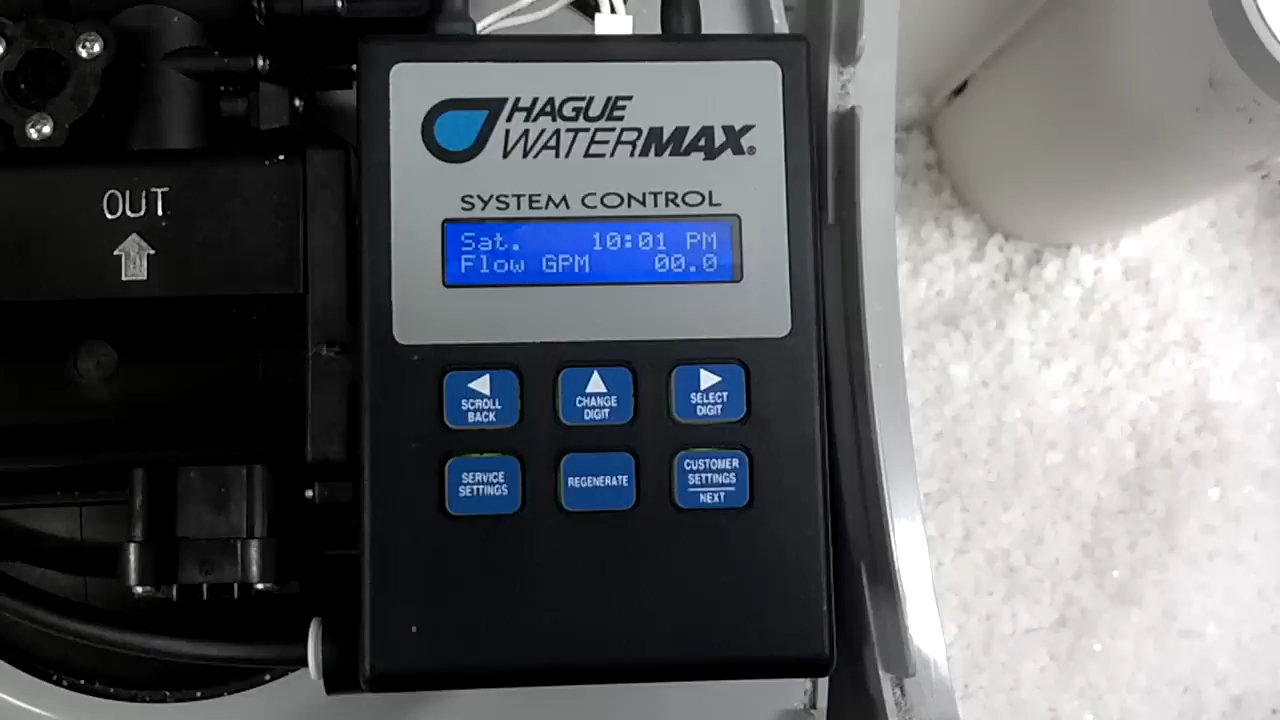 OUT
HAGUE
WATERMAX®
SYSTEM CONTROL
Sat. 10:01 PM
Flow GPM 00.0
SCROLL
BACK
CHANGE
DIGIT
SELECT
DIGIT
SERVICE
SETTINGS
REGENERATE
CUSTOMER
SETTINGS
NEXT